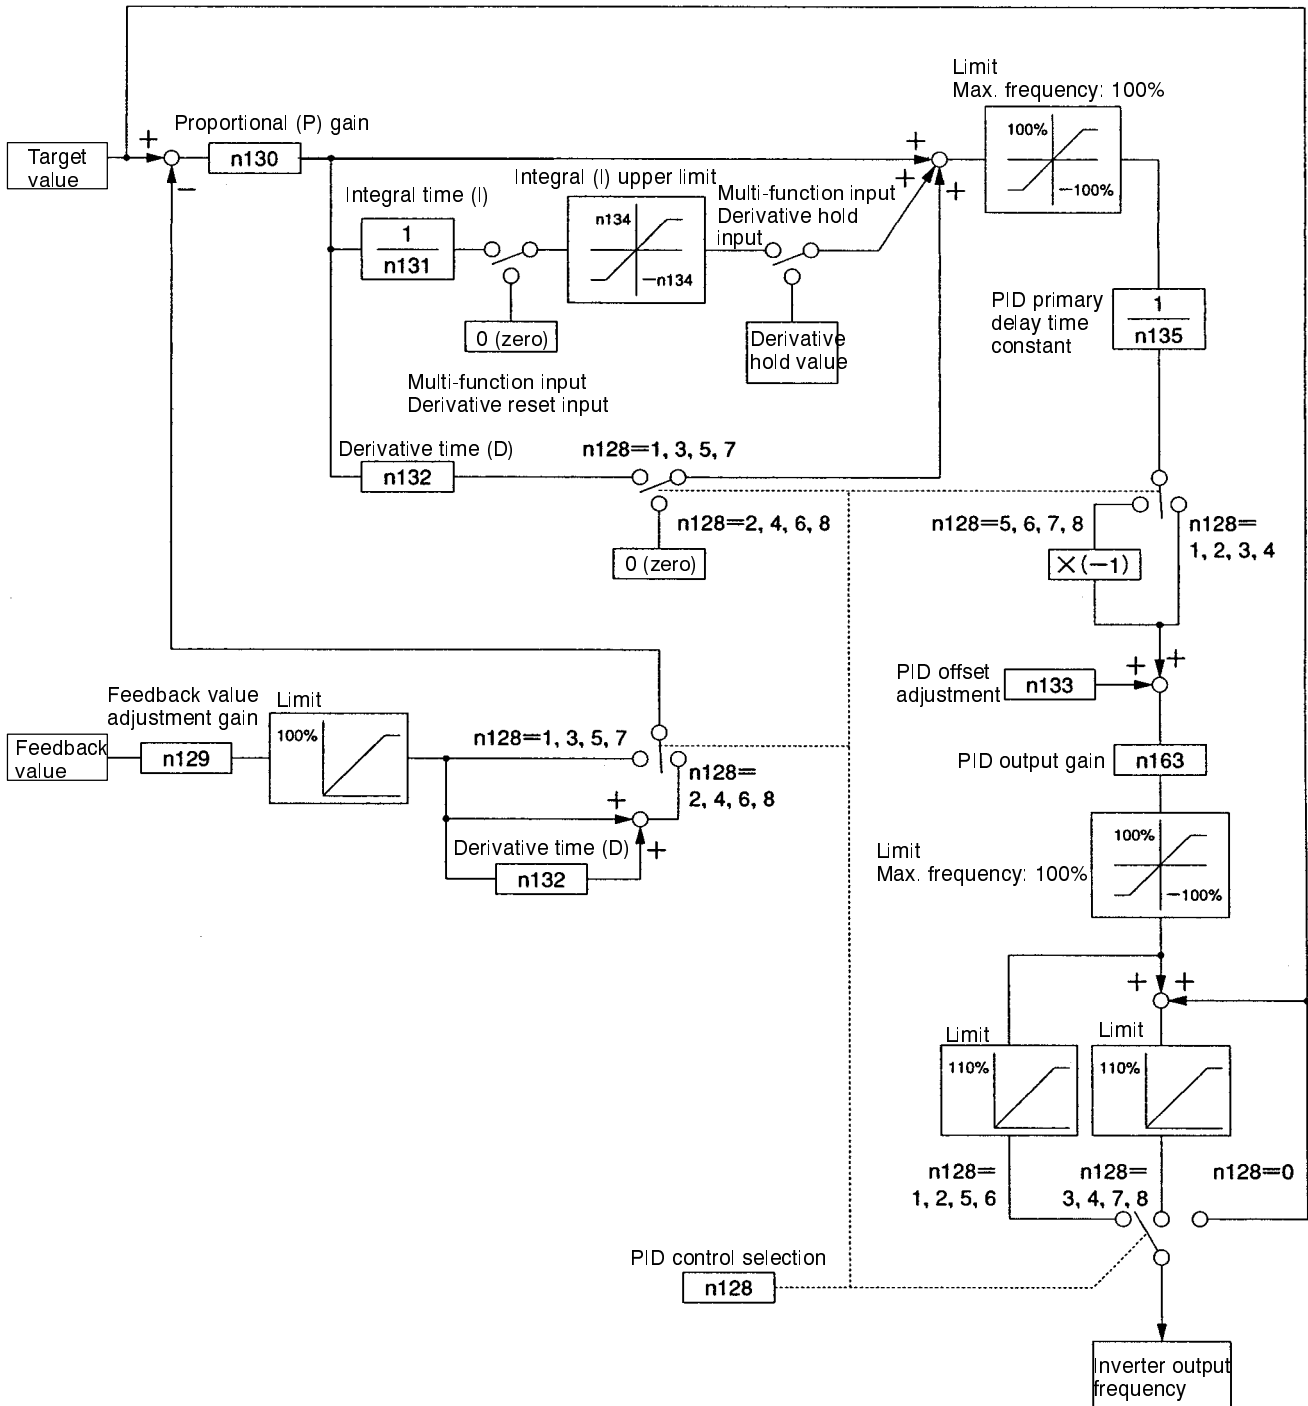 Limit
Max. frequency: 100%
Proportional (P) gain
+
+
100%
Target
value
n130
−
+
+
−100%
Integral time (I)
Integral (I) upper limit
Multi-function input
Derivative hold
input
1
n131
n134
−n134
PID primary
delay time
constant
1
n135
0 (zero)
Derivative
hold value
Multi-function input
Derivative reset input
Derivative time (D)
n128=1, 3, 5, 7
n132
n128=2, 4, 6, 8
n128=5, 6, 7, 8
n128=
1, 2, 3, 4
0 (zero)
×(−1)
+
+
PID offset
adjustment
n133
Feedback value
adjustment gain
Limit
100%
n128=1, 3, 5, 7
Feedback
value
n129
n128=
2, 4, 6, 8
PID output gain
n163
+
Derivative time (D)
+
n132
Limit
Max. frequency: 100%
100%
−100%
+
+
Limit
Limit
110%
110%
n128=
1, 2, 5, 6
n128=
3, 4, 7, 8
n128=0
PID control selection
n128
Inverter output
frequency